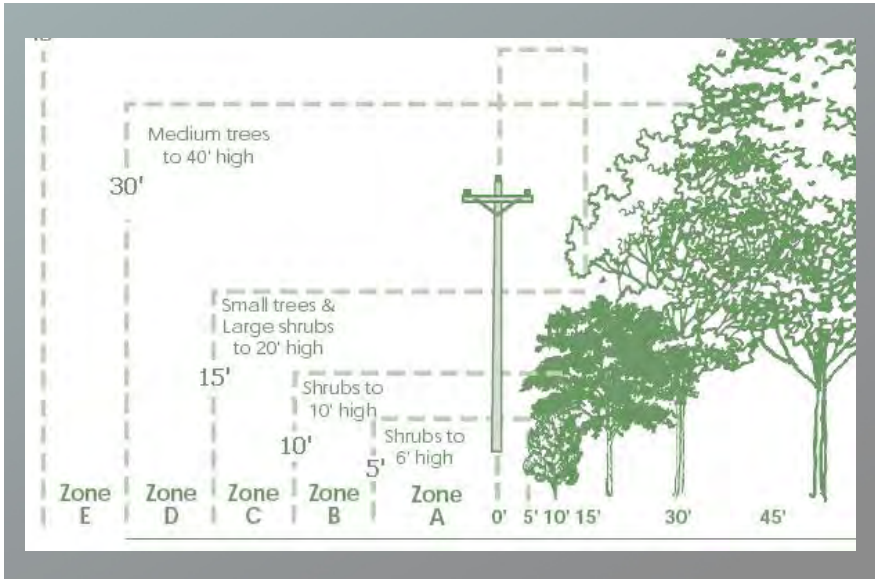 Medium trees
to 40' high
30'
Small trees &
Large shrubs
to 20' high
15'
Shrubs to
10' high
10'
Shrubs to
6' high
5'
Zone
E
Zone
D
Zone
C
Zone
B
Zone
A
0' 5' 10' 15' 30' 45'